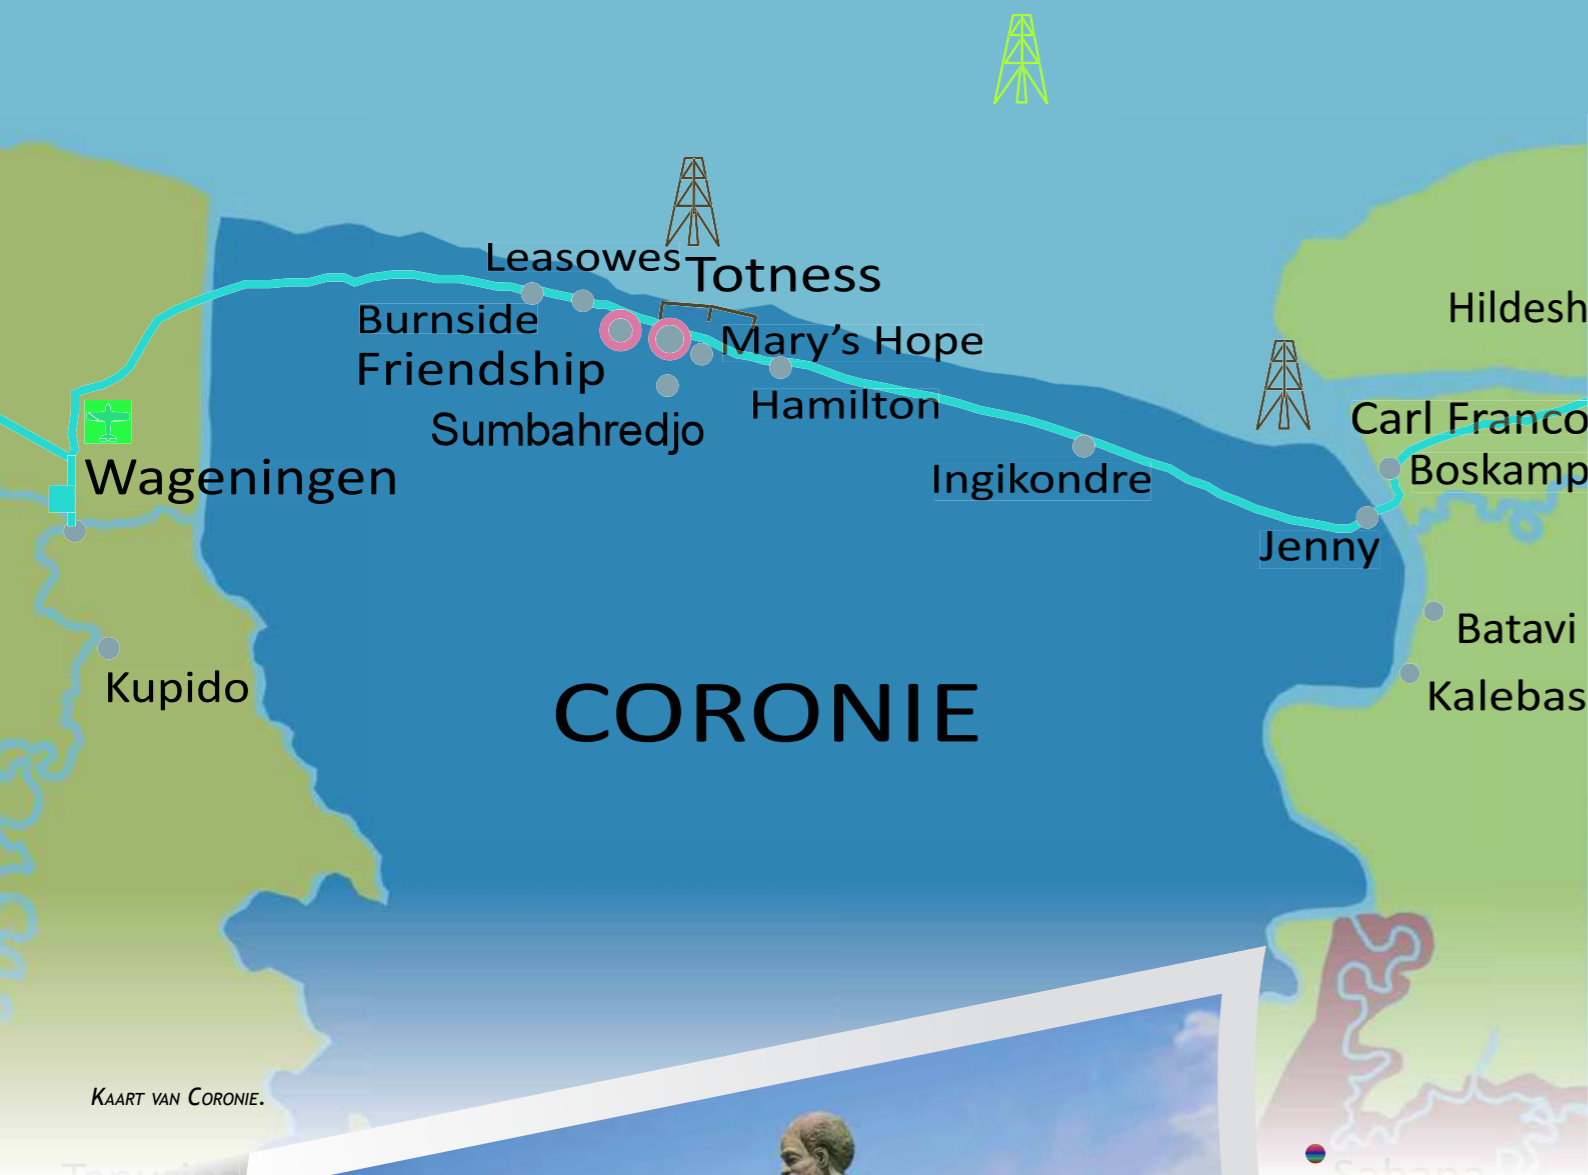 Leasowes
Totness
Burnside
Mary's Hope
Friendship
Hamilton
Sumbahredjo
Ingikondre
Wageningen
Hildesh
Carl Franco
Boskamp
Jenny
Batavi
Kupido
Kalebas
CORONIE
KAART VAN CORONIE.